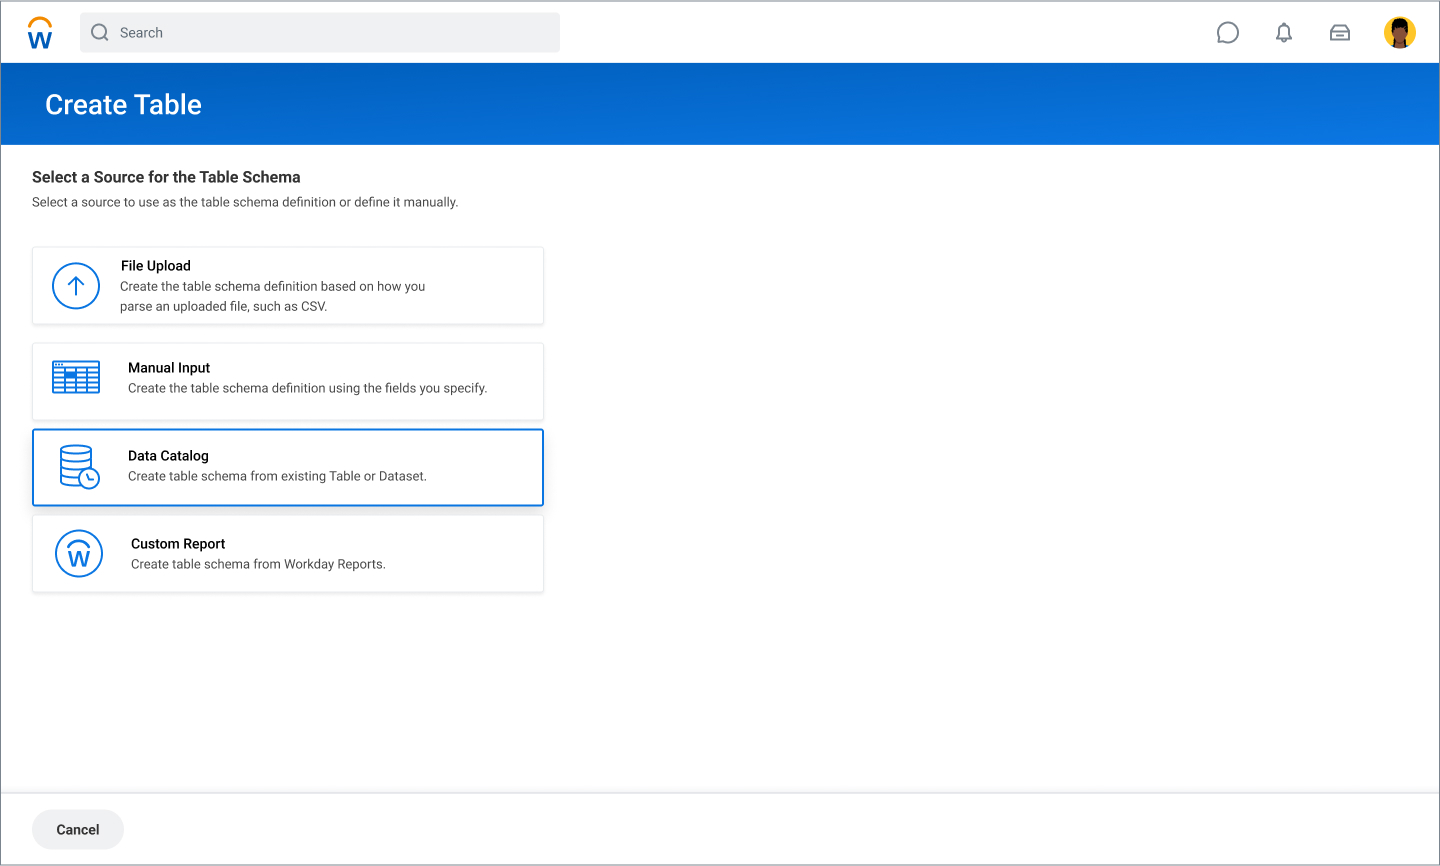 W
Search
Create Table
Select a Source for the Table Schema
Select a source to use as the table schema definition or define it manually.
File Upload
Create the table schema definition based on how you
parse an uploaded file, such as CSV.
Manual Input
Create the table schema definition using the fields you specify.
Data Catalog
Create table schema from existing Table or Dataset.
W
Custom Report
Create table schema from Workday Reports.
Cancel